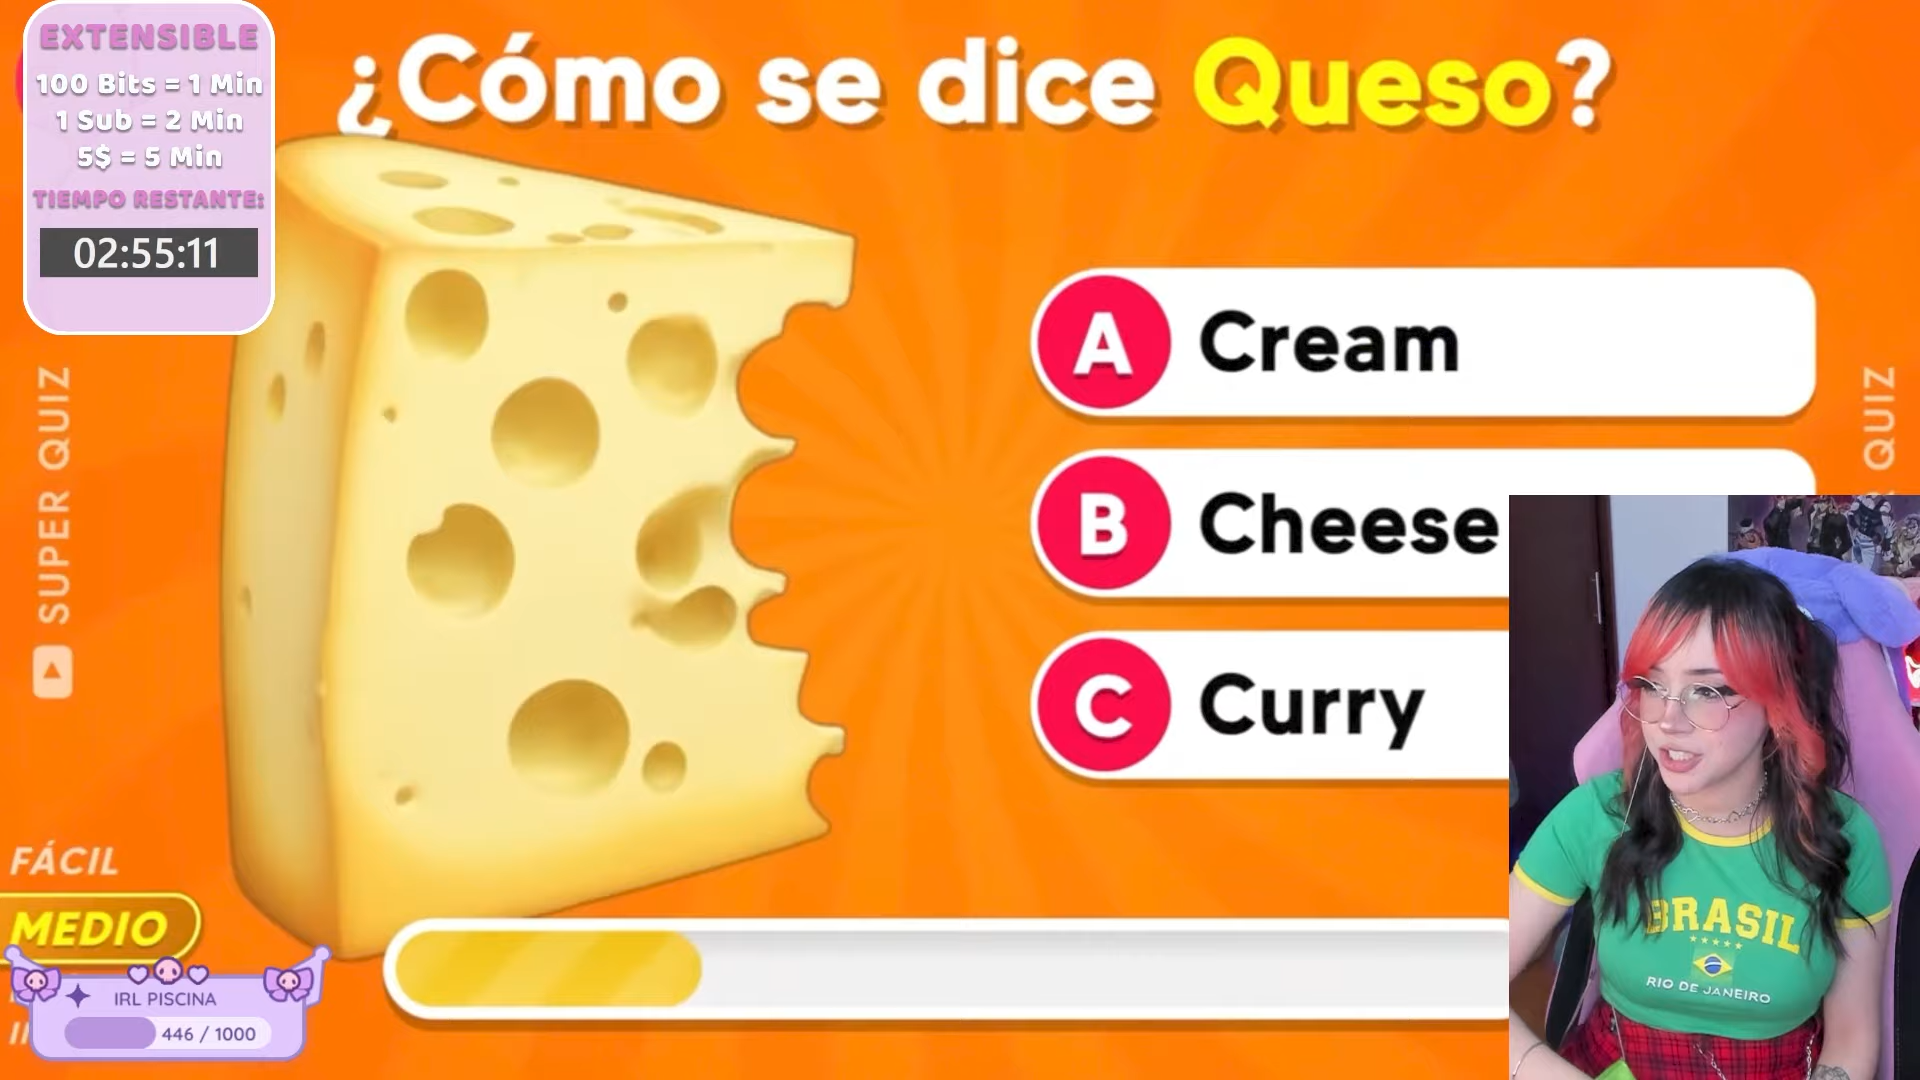 EXTENSIBLE
100 Bits = 1 Min
1 Sub = 2 Min
5$ = 5 Min
TIEMPO RESTANTE:
02:55:11
¿Cómo se dice Queso?
A Cream
B Cheese
C Curry
SUPER QUIZ
QUIZ
FÁCIL
MEDIO
IRL PISCINA
446 / 1000
BRASIL
RIO DE JANEIRO